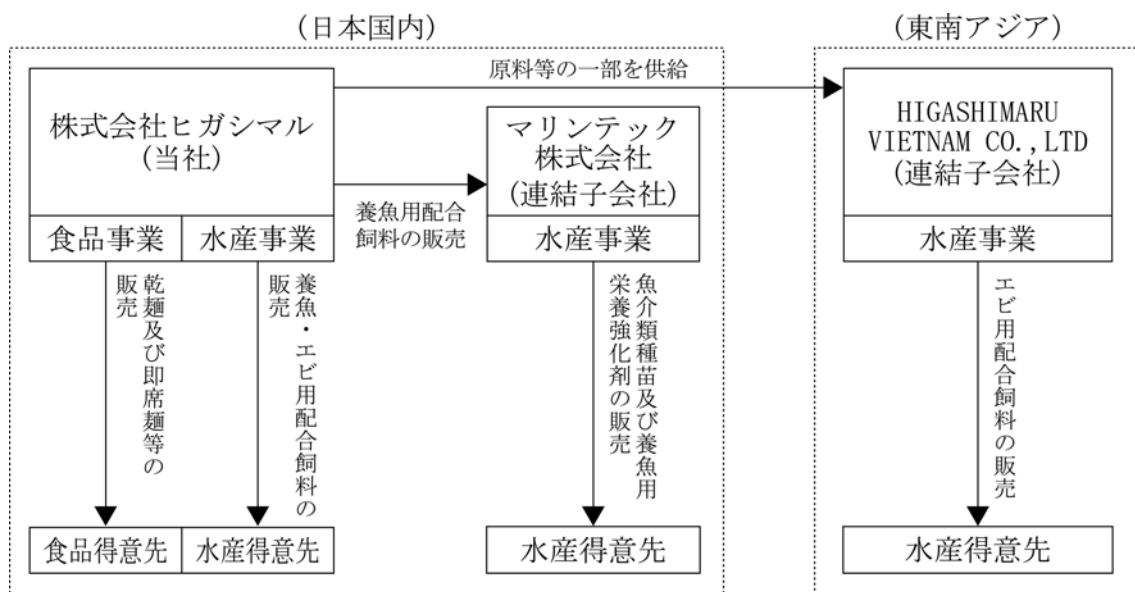 (日本国内)
(東南アジア)
原料等の一部を供給
株式会社ヒガシマル
(当社)
食品事業
水産事業
養魚用配合
飼料の販売
マリンテック
株式会社
(連結子会社)
水産事業
HIGASHIMARU
VIETNAM CO.,LTD
(連結子会社)
水産事業
乾麺及び即席麺等の
販売
養魚・エビ用配合飼料の
販売
魚介類種苗及び養魚用
栄養強化剤の販売
エビ用配合飼料の販売
食品得意先
水産得意先
水産得意先
水産得意先